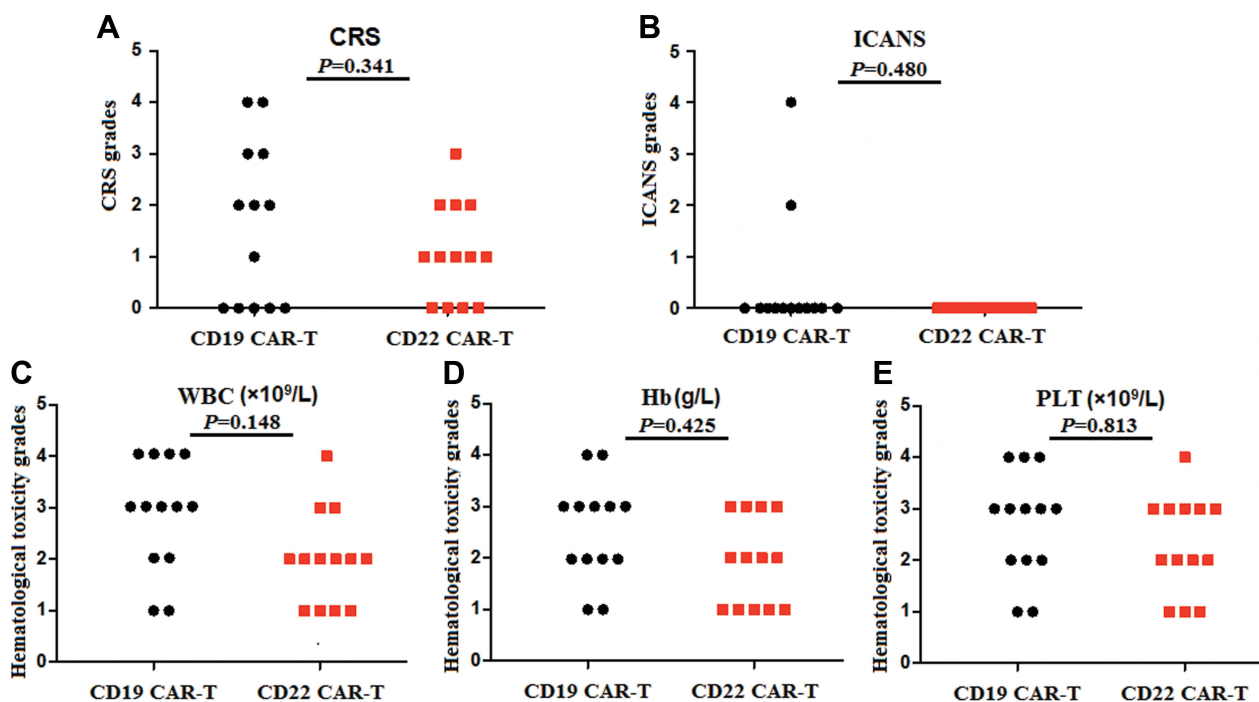 A
CRS
P=0.341
CRS grades
5
4
3
2
1
0
CD19 CAR-T
CD22 CAR-T
B
ICANS
P=0.480
ICANS grades
5
4
3
2
1
0
CD19 CAR-T
CD22 CAR-T
C
WBC (×10⁹/L)
P=0.148
Hematological toxicity grades
5
4
3
2
1
0
CD19 CAR-T
CD22 CAR-T
D
Hb(g/L)
P=0.425
Hematological toxicity grades
5
4
3
2
1
0
CD19 CAR-T
CD22 CAR-T
E
PLT (×10⁹/L)
P=0.813
Hematological toxicity grades
5
4
3
2
1
0
CD19 CAR-T
CD22 CAR-T